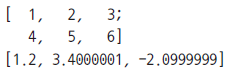 [  1,   2,   3;
   4,   5,   6]
[1.2, 3.4000001, -2.0999999]